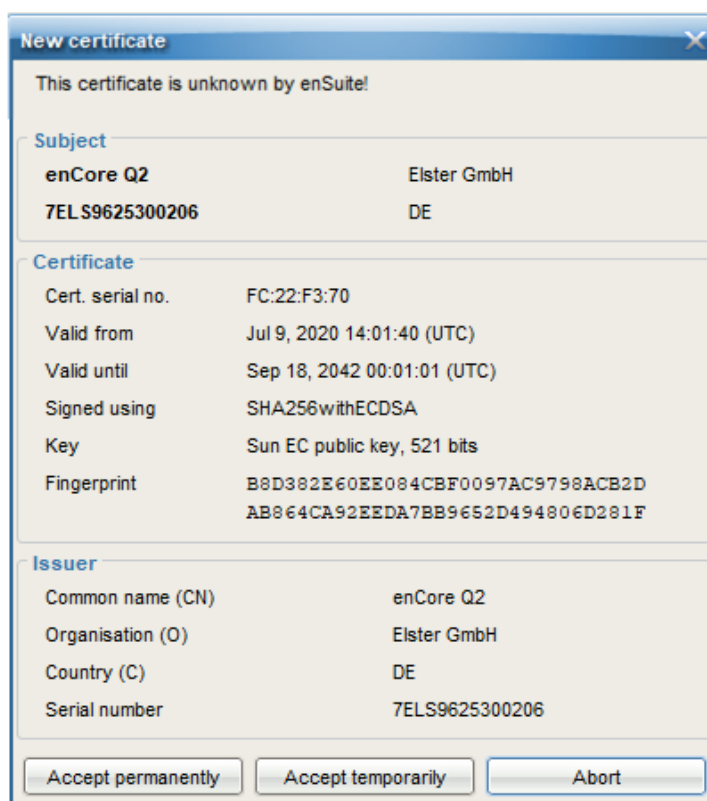 New certificate
This certificate is unknown by enSuite!
Subject
enCore Q2 Elster GmbH
7ELS9625300206 DE
Certificate
Cert. serial no. FC:22:F3:70
Valid from Jul 9, 2020 14:01:40 (UTC)
Valid until Sep 18, 2042 00:01:01 (UTC)
Signed using SHA256withECDSA
Key Sun EC public key, 521 bits
Fingerprint B8D382E60EE084CBF0097AC9798ACB2D
AB864CA92EEDA7BB9652D494806D281F
Issuer
Common name (CN) enCore Q2
Organisation (O) Elster GmbH
Country (C) DE
Serial number 7ELS9625300206
Accept permanently Accept temporarily Abort